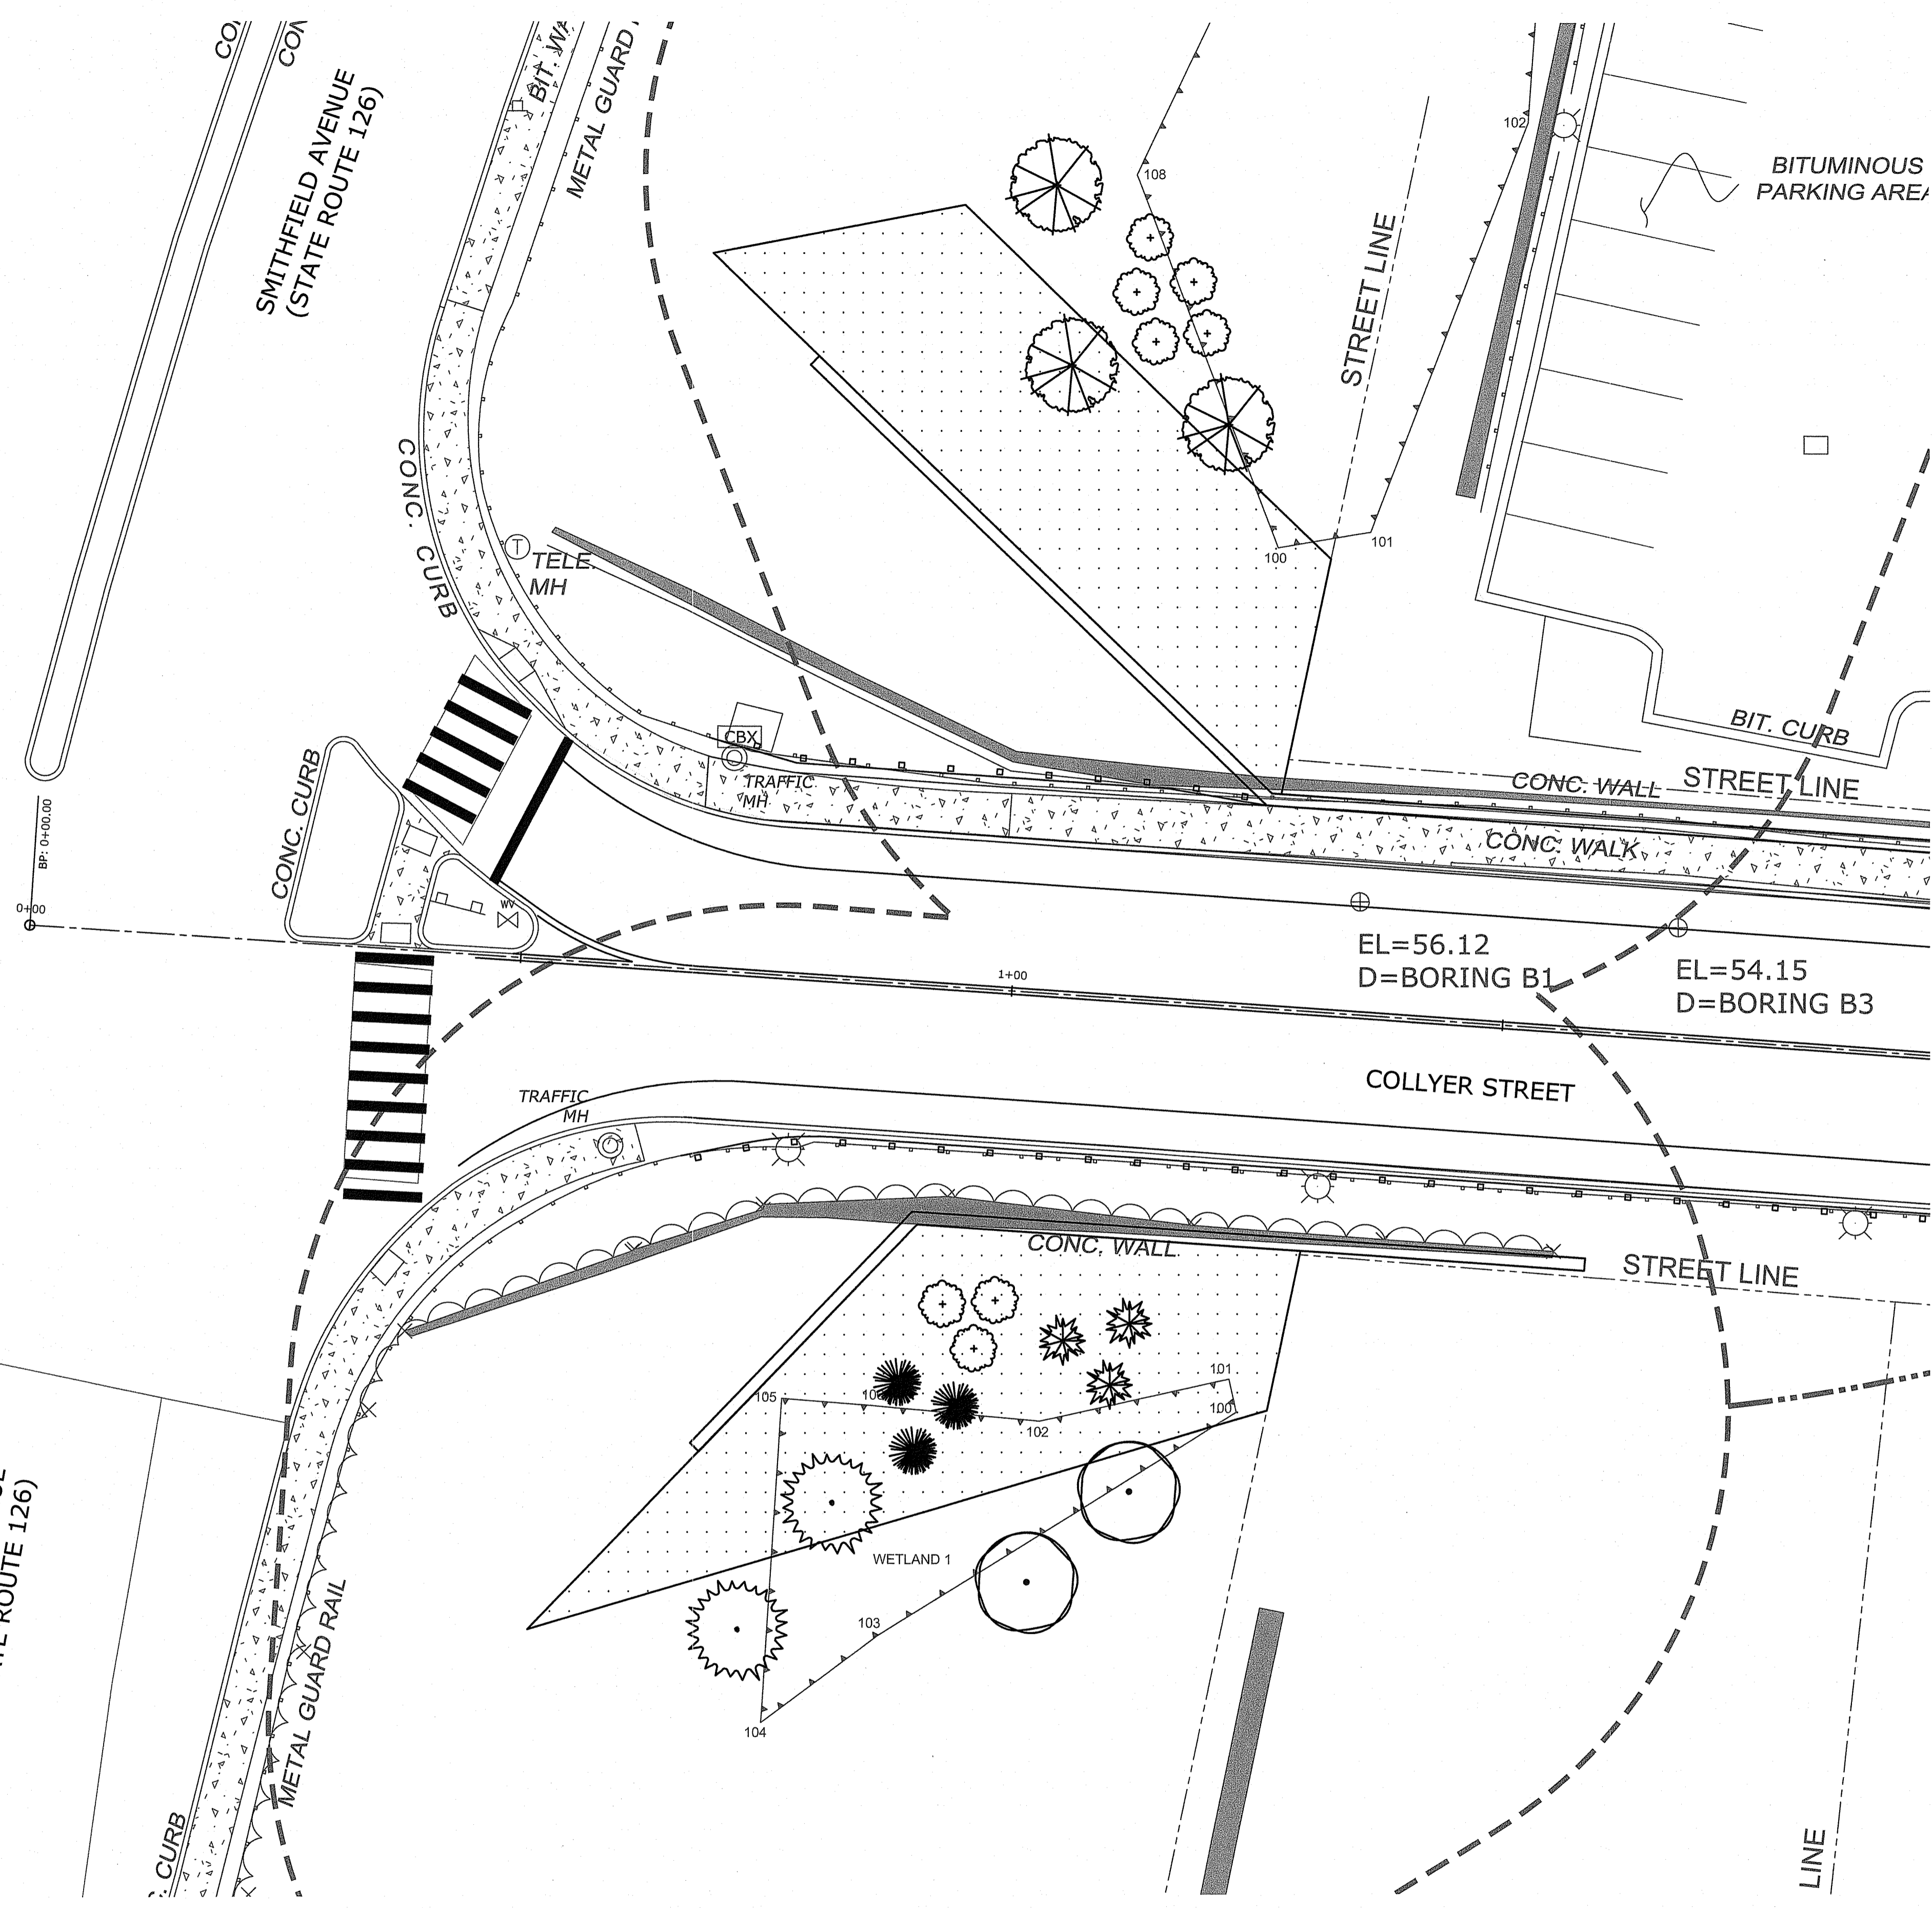 BIT. WA
METAL GUARD
SMITHFIELD AVENUE
(STATE ROUTE 126)
108
STREET LINE
102
BITUMINOUS
PARKING AREA
CONC. CURB
T
TELE.
MH
100
101
CBX
TRAFFIC
MH
BIT. CURB
CONC. WALL
STREET LINE
CONC. WALK
CONC. CURB
BP: 0+00.00
0+00
WV
1+00
EL=56.12
D=BORING B1
EL=54.15
D=BORING B3
COLLYER STREET
TRAFFIC
MH
CONC. WALL
STREET LINE
105
101
100
102
WETLAND 1
103
104
ROUTE 126)
METAL GUARD RAIL
CURB
LINE